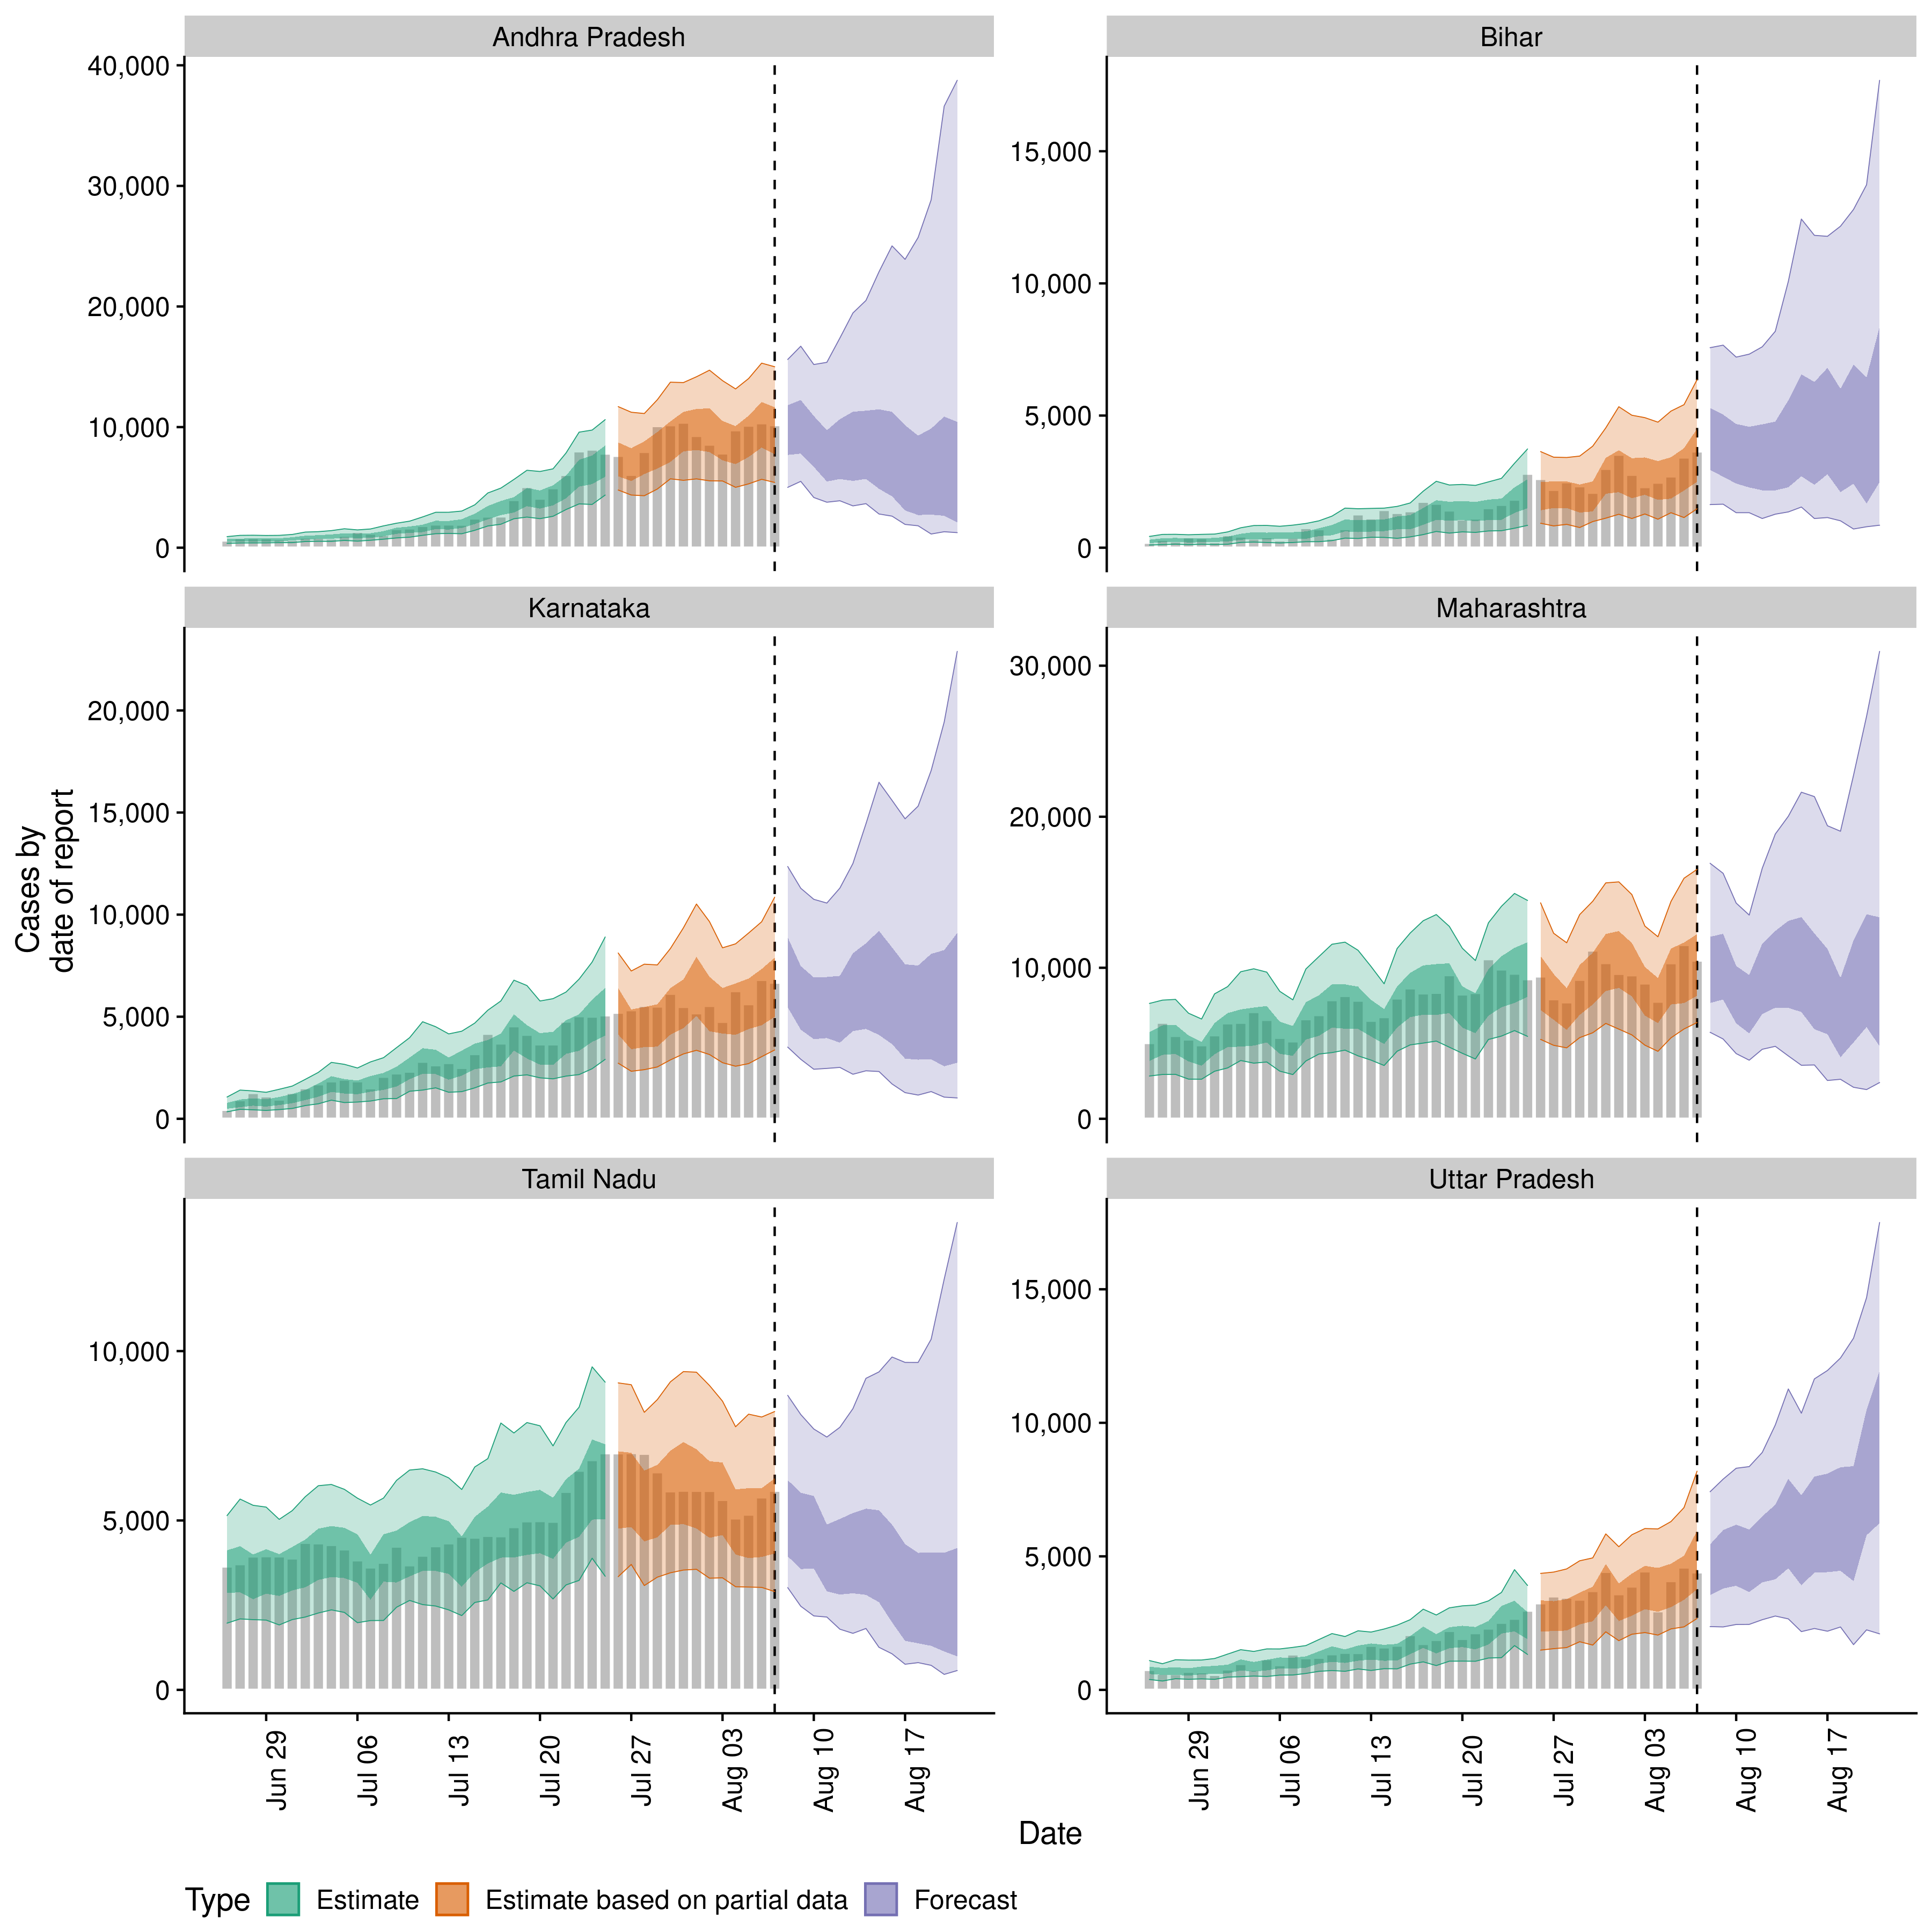 Andhra Pradesh
Bihar
40,000
30,000
20,000
10,000
0
15,000
10,000
5,000
0
Karnataka
Maharashtra
20,000
15,000
10,000
5,000
0
30,000
20,000
10,000
0
Cases by
date of report
Tamil Nadu
Uttar Pradesh
10,000
5,000
0
15,000
10,000
5,000
0
Jun 29
Jul 06
Jul 13
Jul 20
Jul 27
Aug 03
Aug 10
Aug 17
Jun 29
Jul 06
Jul 13
Jul 20
Jul 27
Aug 03
Aug 10
Aug 17
Date
Type Estimate Estimate based on partial data Forecast